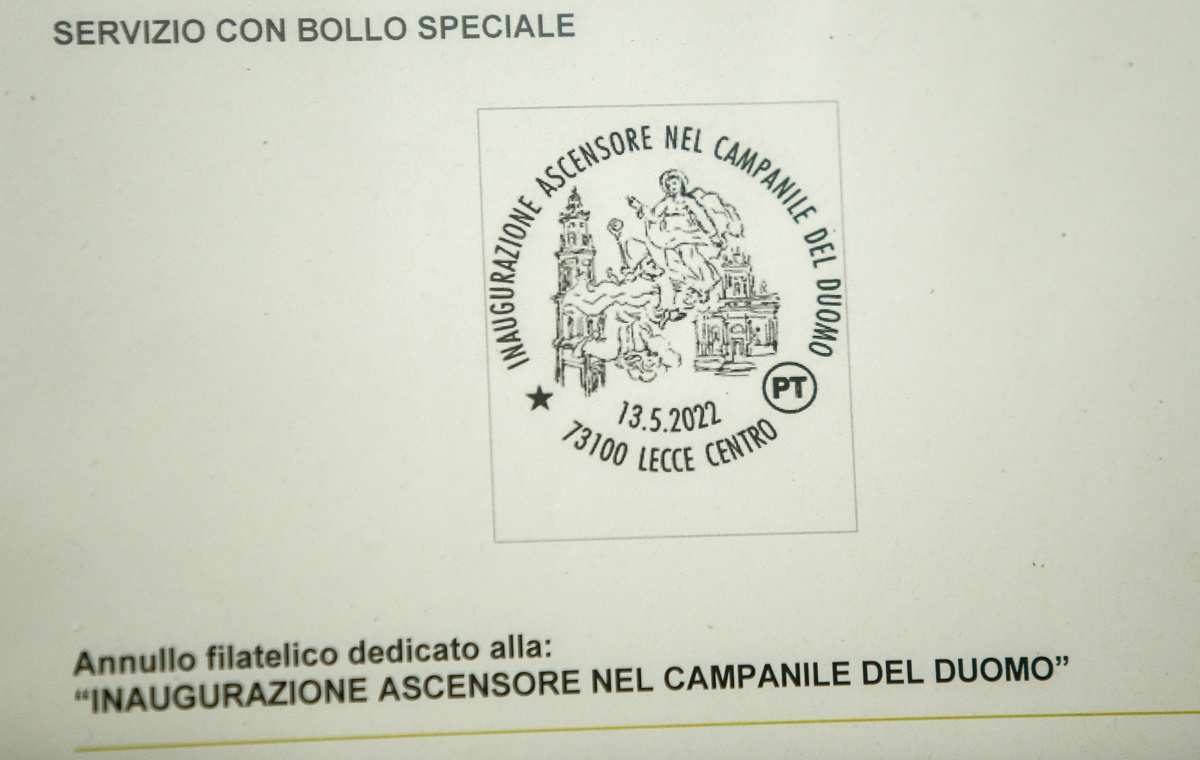 SERVIZIO CON BOLLO SPECIALE
INAUGURAZIONE ASCENSORE NEL CAMPANILE DEL DUOMO
PT
13.5.2022
73100 LECCE CENTRO
Annullo filatelico dedicato alla:
“INAUGURAZIONE ASCENSORE NEL CAMPANILE DEL DUOMO”